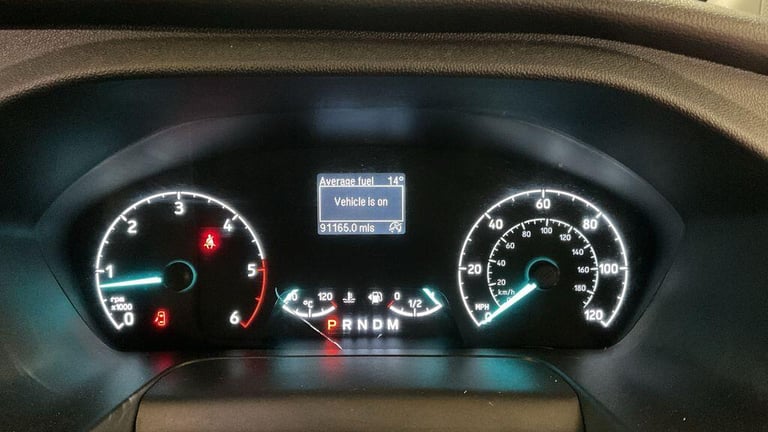 Average fuel 14°
Vehicle is on
91165.0 mls
0 1 2 3 4 5 6
rpm
x1000
°C 120
0 1/2
P R N D M
0 20 40 60 80 100 120
MPH
20 40 60 80 100 120 140 160 180
km/h